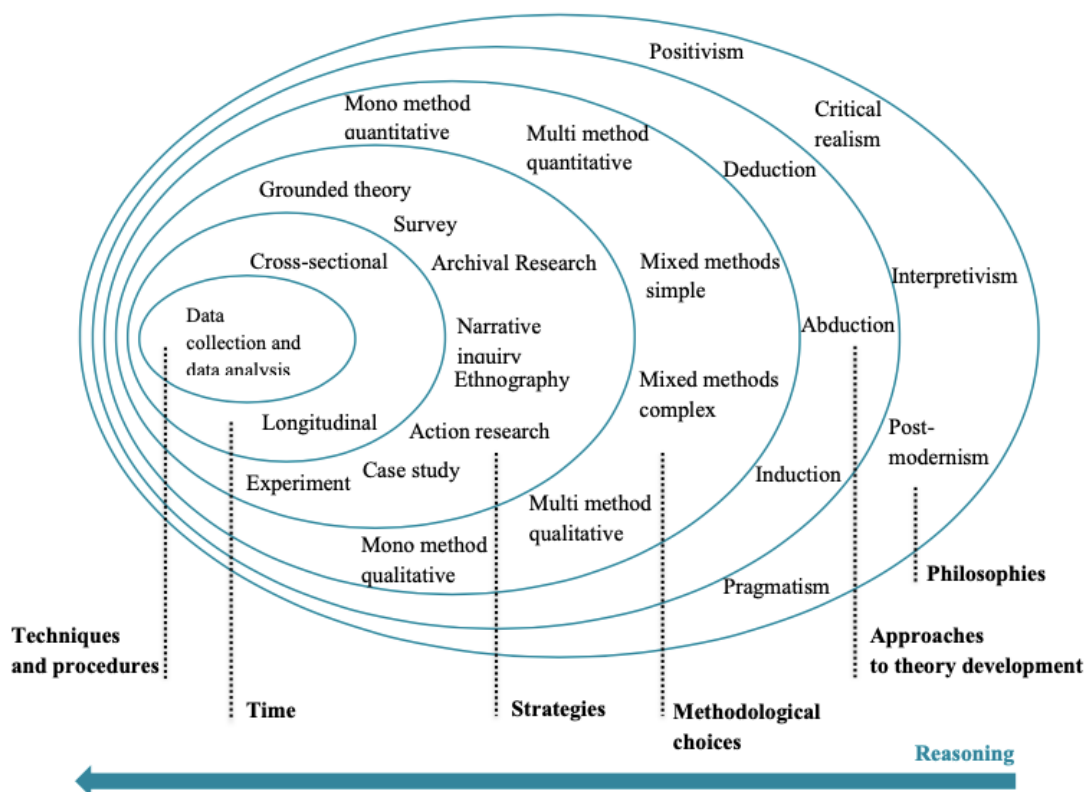 Positivism
Critical
realism
Mono method
quantitative
Multi method
quantitative
Deduction
Grounded theory
Survey
Cross-sectional
Archival Research
Mixed methods
simple
Interpretivism
Data
collection and
data analysis
Narrative
inquiry
Abduction
Ethnography
Mixed methods
complex
Longitudinal
Action research
Post-
modernism
Experiment
Case study
Induction
Multi method
qualitative
Mono method
qualitative
Pragmatism
Philosophies
Techniques
and procedures
Approaches
to theory development
Time
Strategies
Methodological
choices
Reasoning